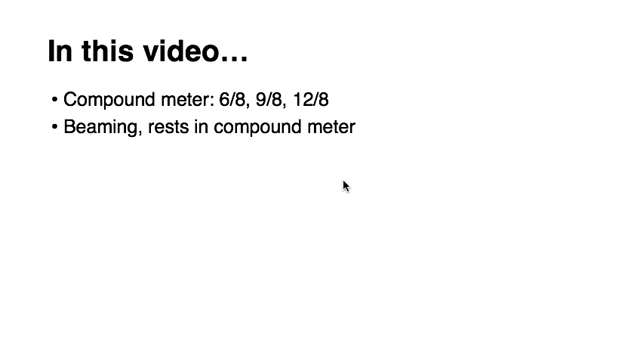 In this video…
• Compound meter: 6/8, 9/8, 12/8
• Beaming, rests in compound meter